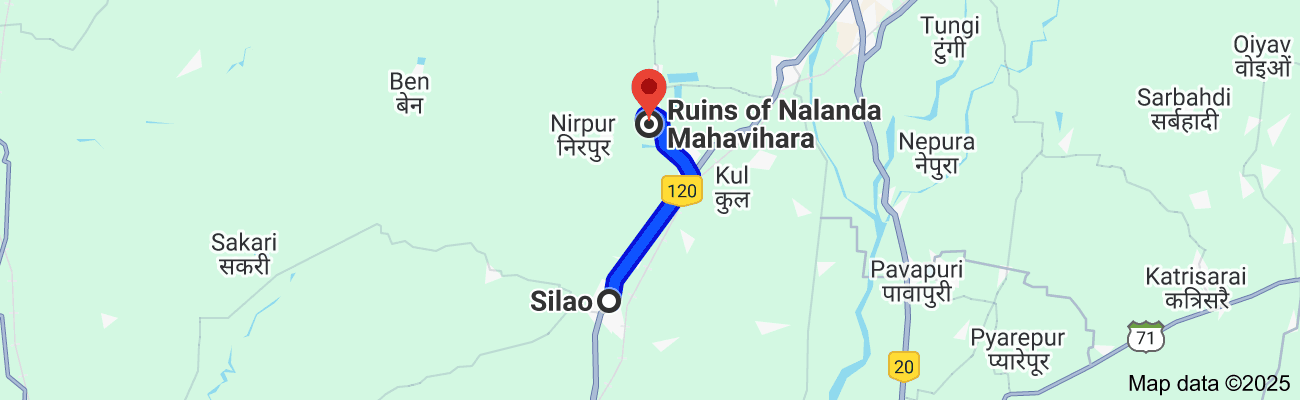 Tungi
टुंगी
Oiyav
वोइओं
Ben
बेन
Sarbahdi
सर्बहादी
Ruins of Nalanda
Mahavihara
Nirpur
निरपुर
Nepura
नेपुरा
Kul
कुल
120
Sakari
सकरी
Pavapuri
पावापुरी
Katrisarai
कत्रिसरै
Silao
Pyarepur
प्यारेपूर
71
20
Map data ©2025